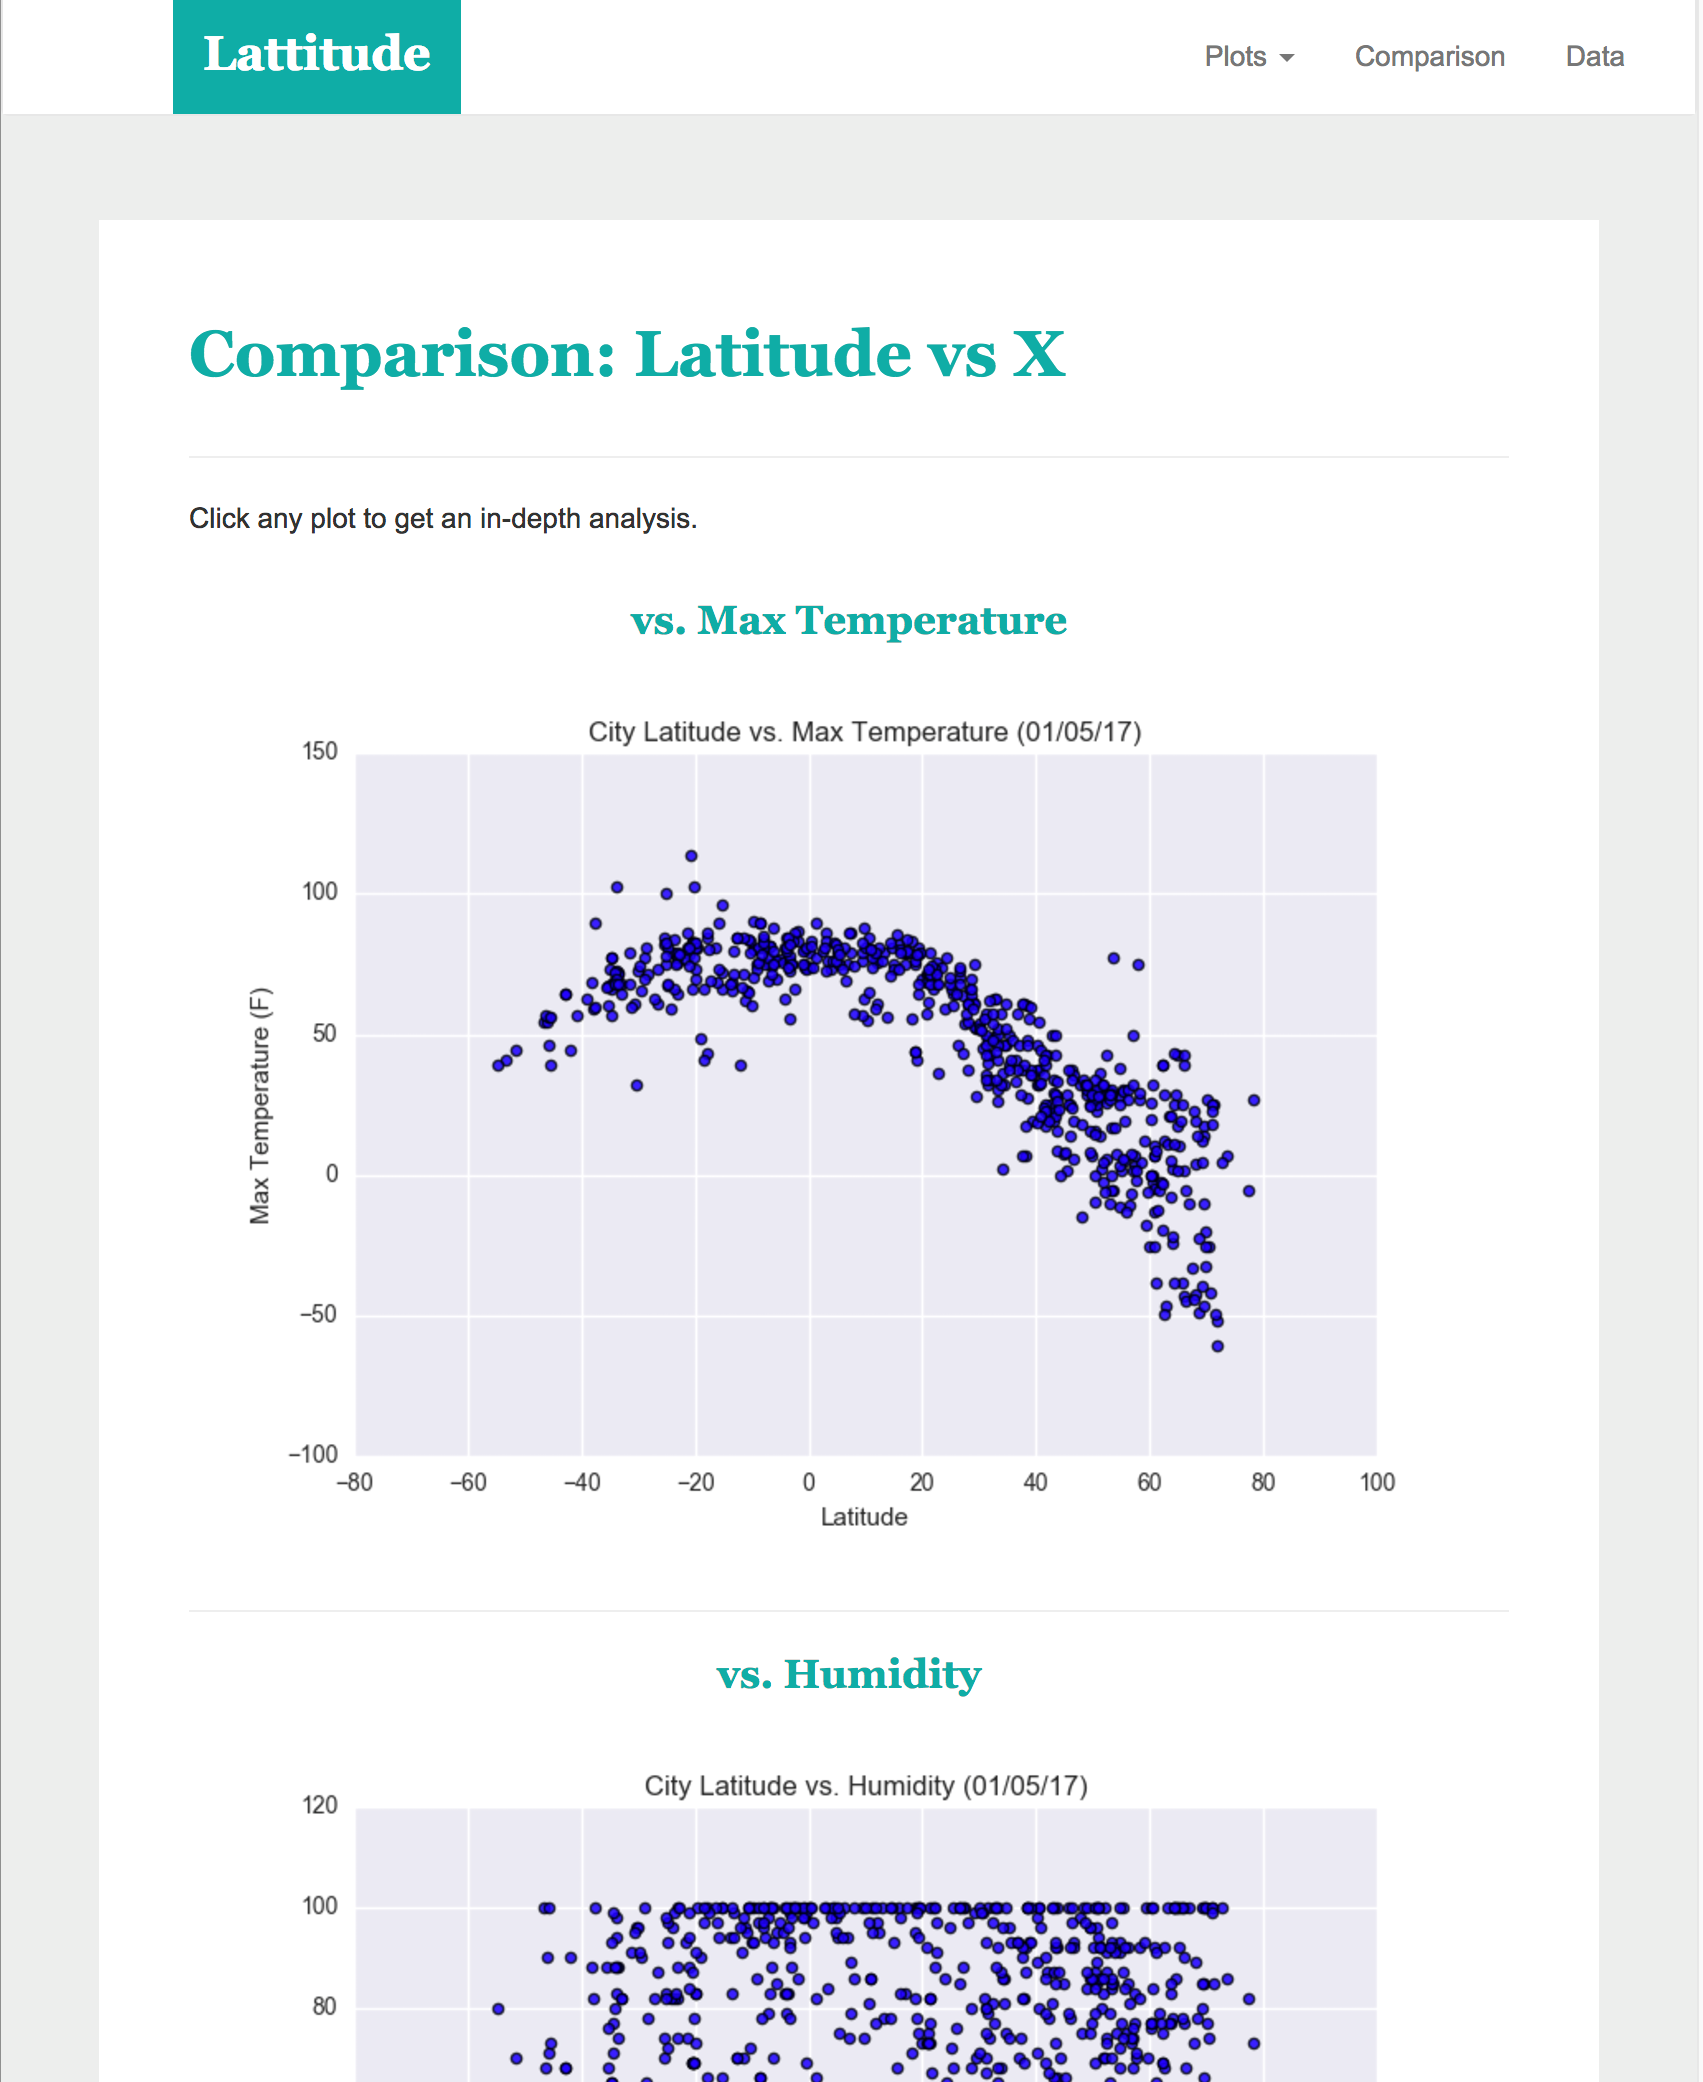 Lattitude
Plots Comparison Data
Comparison: Latitude vs X
Click any plot to get an in-depth analysis.
vs. Max Temperature
City Latitude vs. Max Temperature (01/05/17)
150
100
50
0
−50
−100
Max Temperature (F)
−80 −60 −40 −20 0 20 40 60 80 100
Latitude
vs. Humidity
City Latitude vs. Humidity (01/05/17)
120
100
80